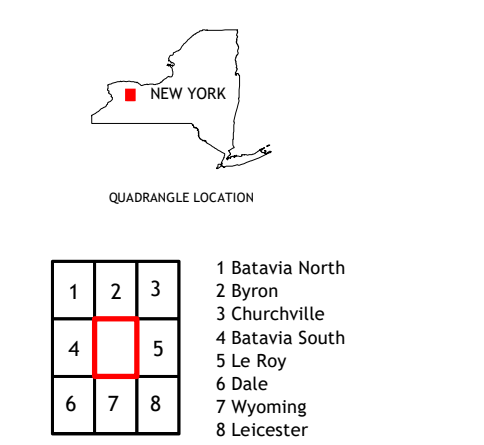 NEW YORK
QUADRANGLE LOCATION
1 2 3
4 5
6 7 8
1 Batavia North
2 Byron
3 Churchville
4 Batavia South
5 Le Roy
6 Dale
7 Wyoming
8 Leicester